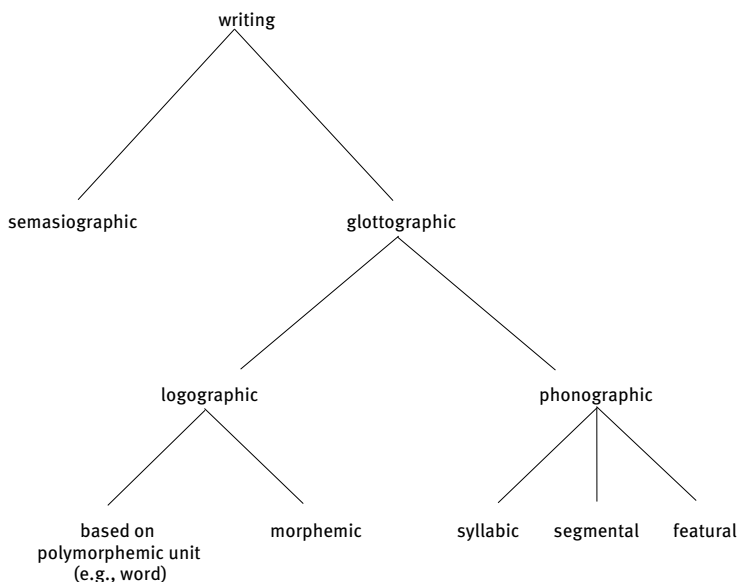 writing
semasiographic
glottographic
logographic
phonographic
based on
polymorphemic unit
(e.g., word)
morphemic
syllabic
segmental
featural